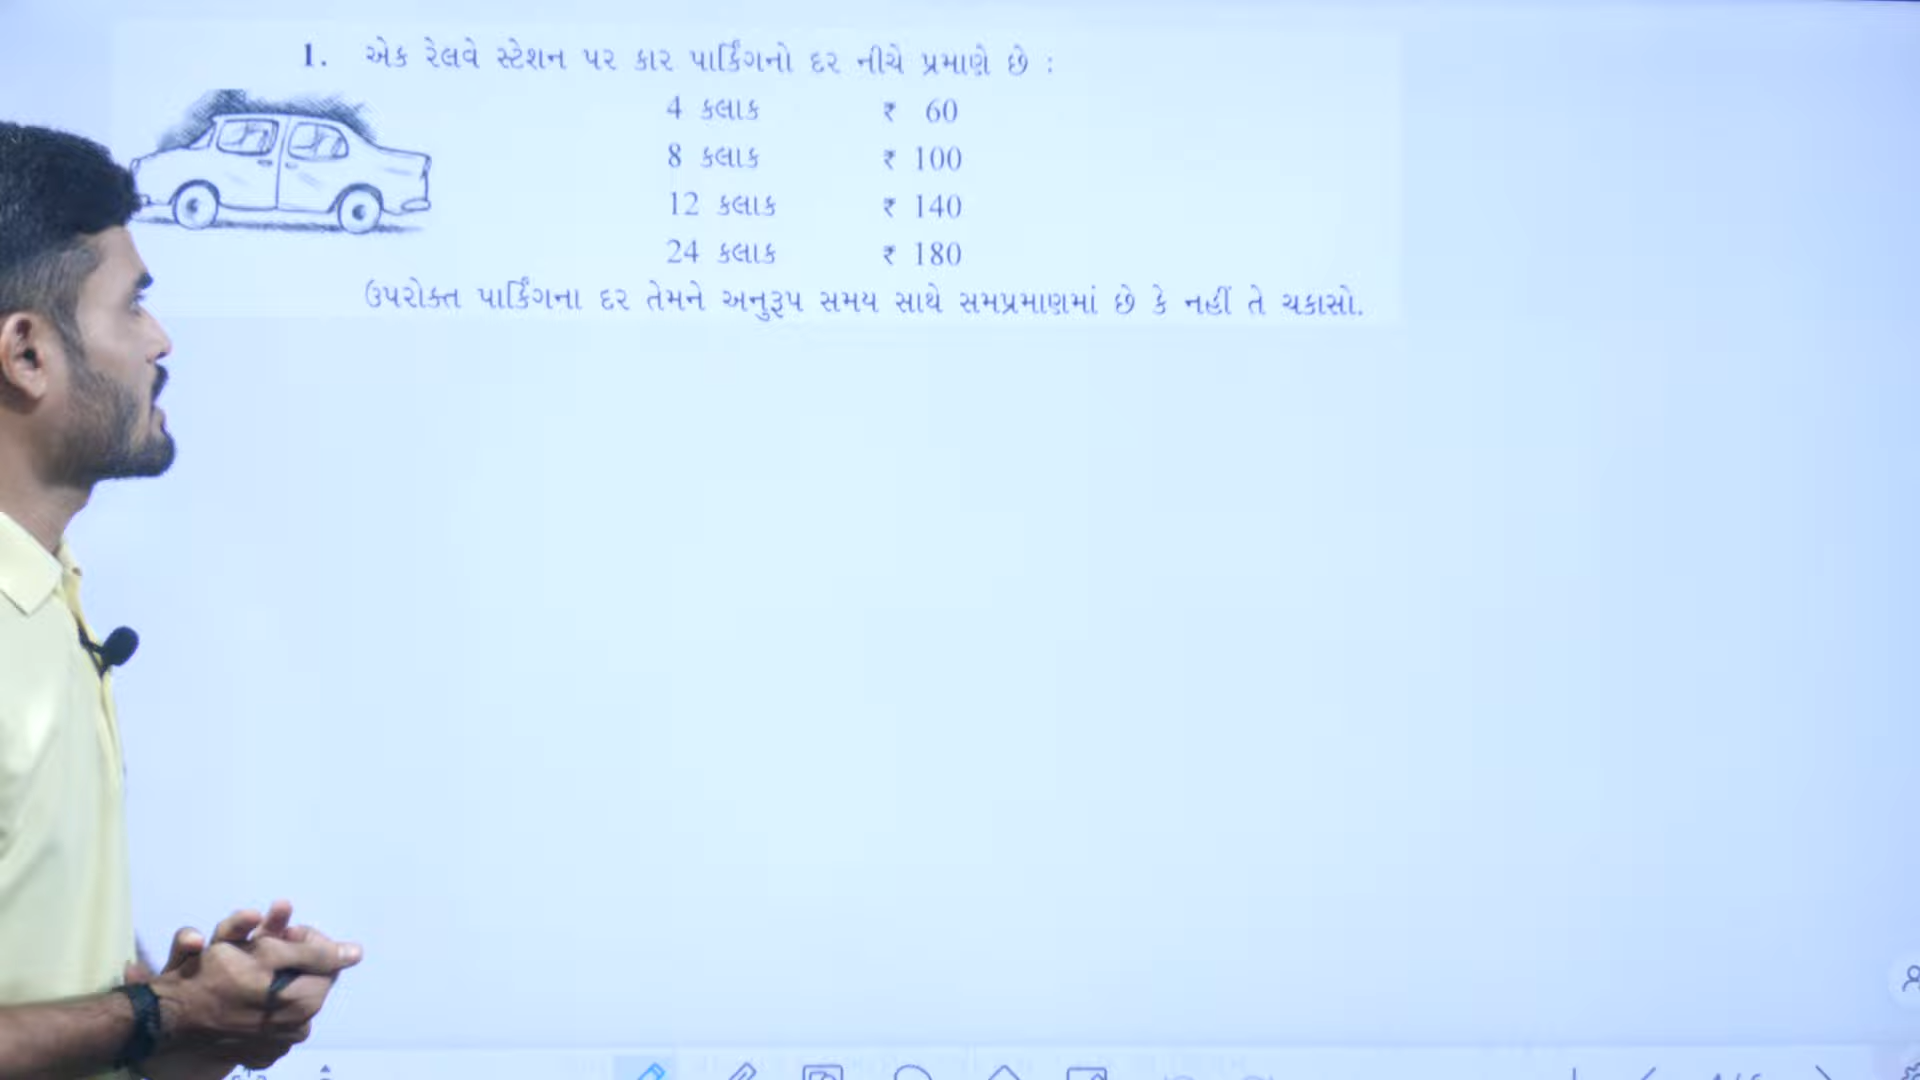 1. એક રેલવે સ્ટેશન પર કાર પાર્કિંગનો દર નીચે પ્રમાણે છે :
4 કલાક ₹ 60
8 કલાક ₹ 100
12 કલાક ₹ 140
24 કલાક ₹ 180
ઉપરોક્ત પાર્કિંગના દર તેમને અનુરૂપ સમય સાથે સમપ્રમાણમાં છે કે નહીં તે ચકાસો.